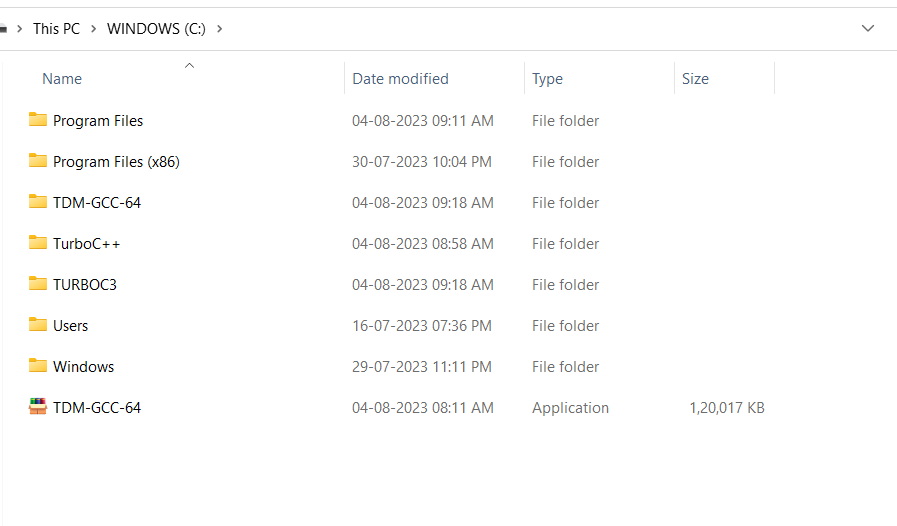 This PC > WINDOWS (C:) >
Name Date modified Type Size
Program Files 04-08-2023 09:11 AM File folder
Program Files (x86) 30-07-2023 10:04 PM File folder
TDM-GCC-64 04-08-2023 09:18 AM File folder
TurboC++ 04-08-2023 08:58 AM File folder
TURBOC3 04-08-2023 09:18 AM File folder
Users 16-07-2023 07:36 PM File folder
Windows 29-07-2023 11:11 PM File folder
TDM-GCC-64 04-08-2023 08:11 AM Application 1,20,017 KB